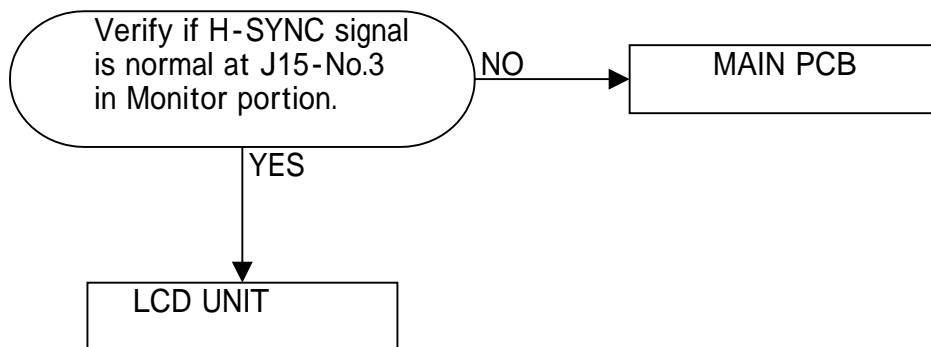 Verify if H-SYNC signal
is normal at J15-No.3
in Monitor portion.
NO
MAIN PCB
YES
LCD UNIT